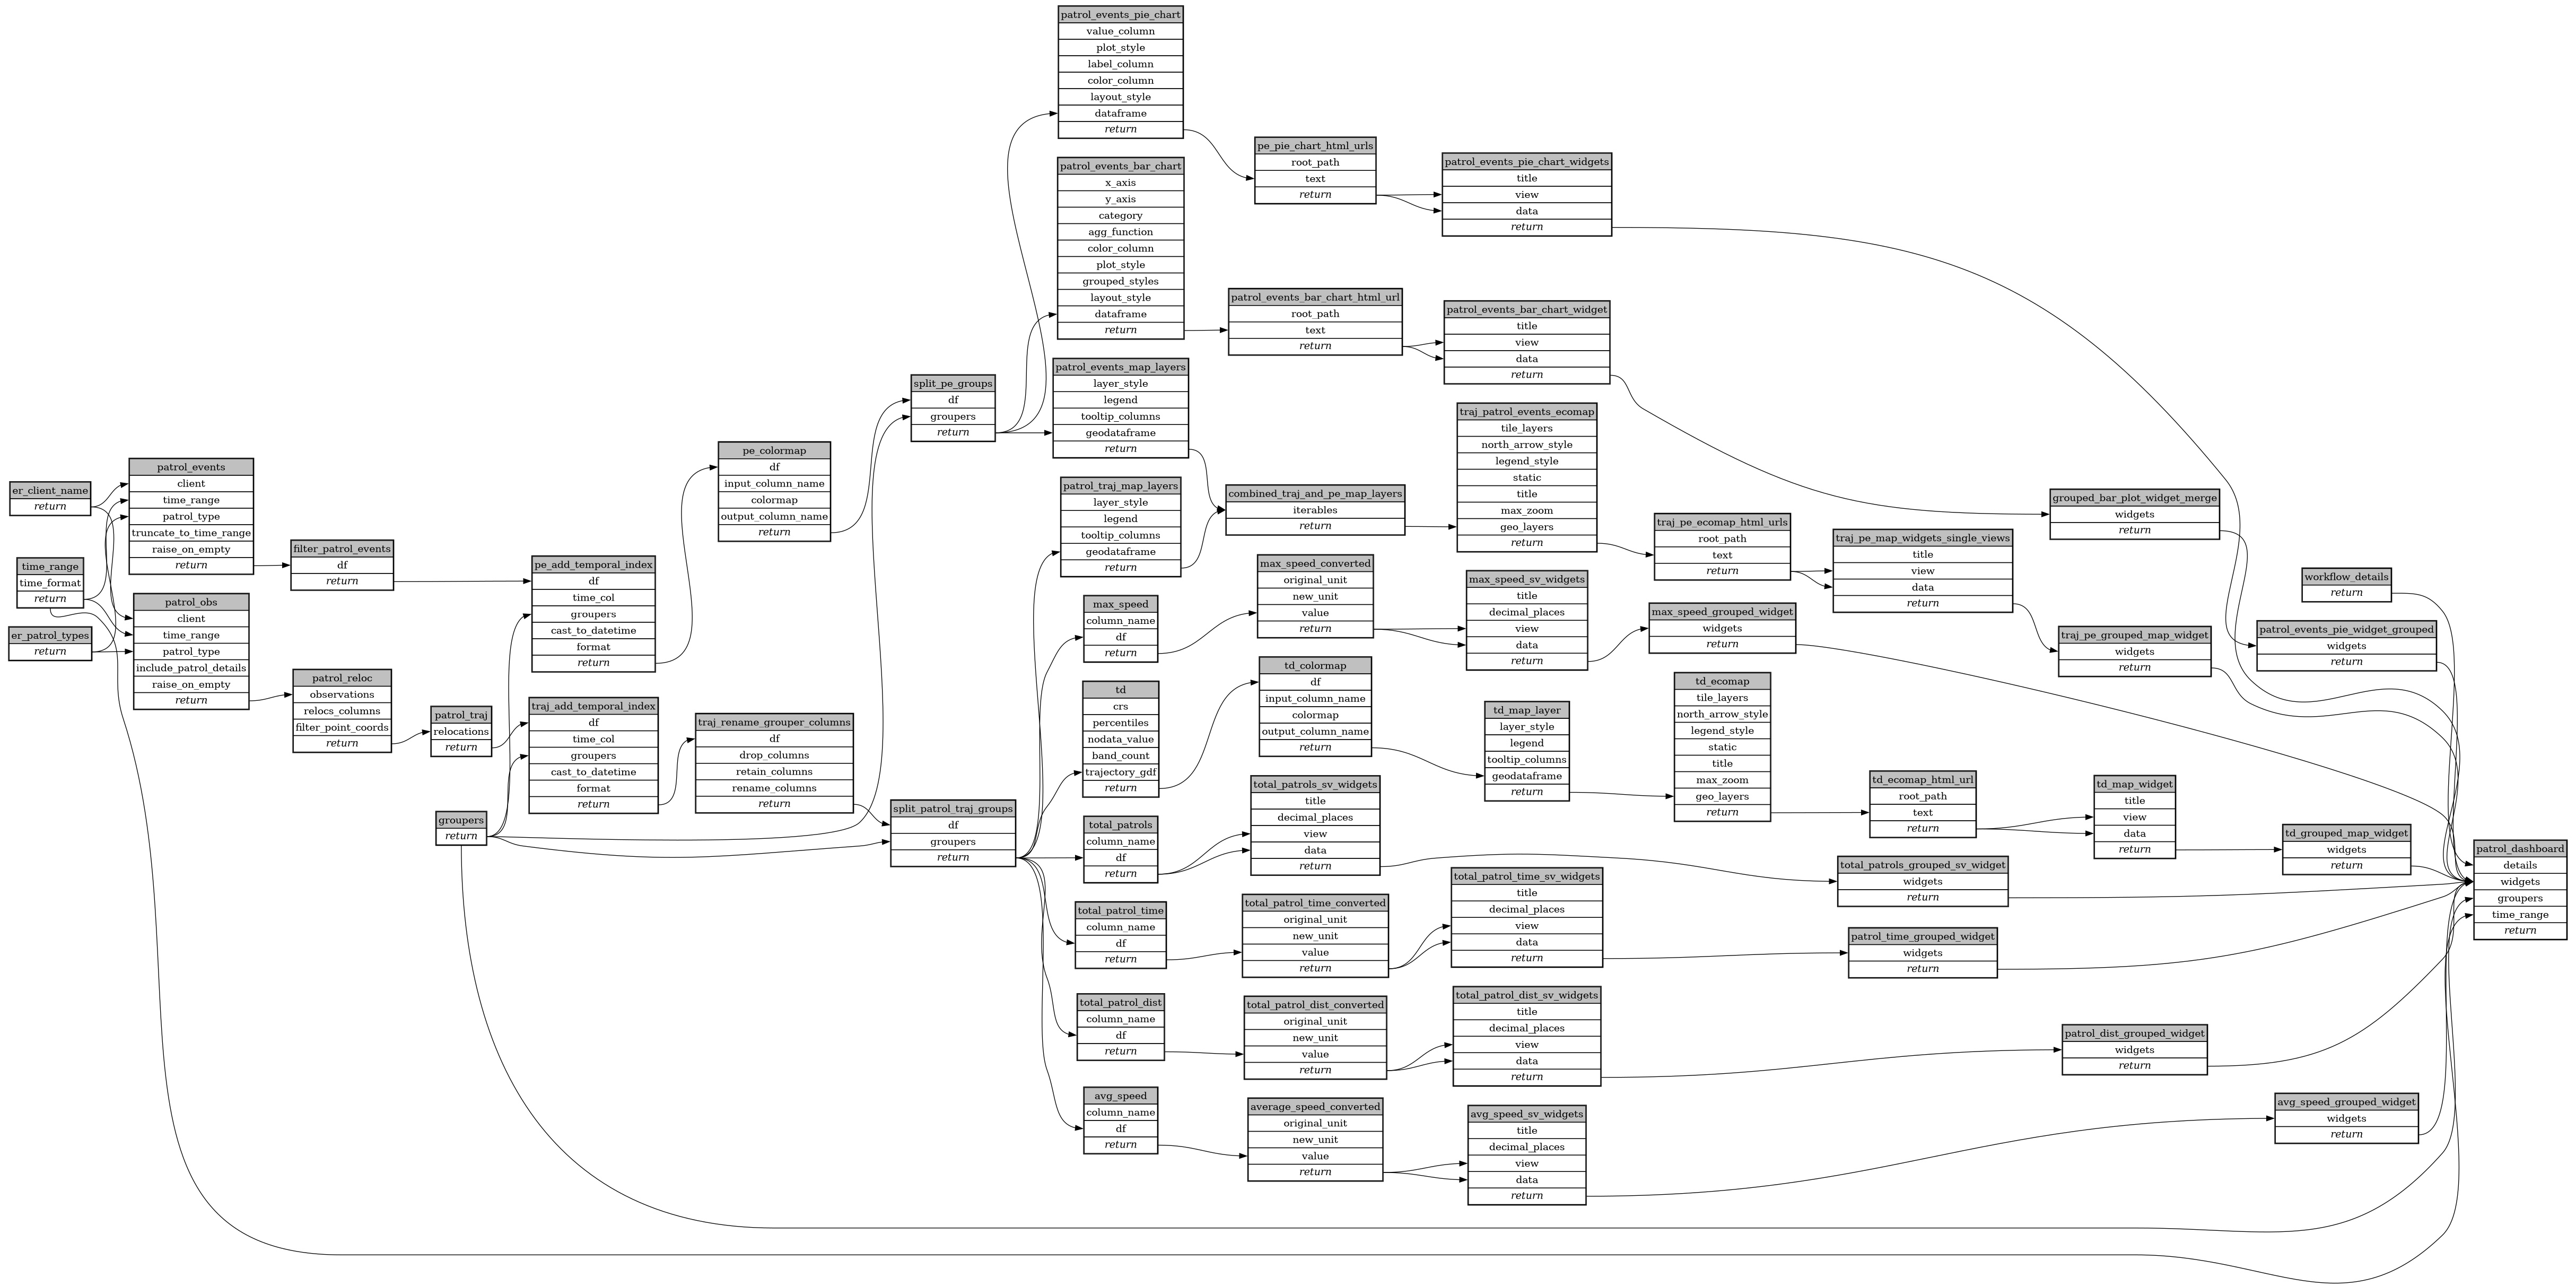 patrol_events_pie_chart
value_column
plot_style
label_column
color_column
layout_style
dataframe
return
pe_pie_chart_html_urls
root_path
text
return
patrol_events_pie_chart_widgets
title
view
data
return
patrol_events_bar_chart
x_axis
y_axis
category
agg_function
color_column
plot_style
grouped_styles
layout_style
dataframe
return
patrol_events_bar_chart_html_url
root_path
text
return
patrol_events_bar_chart_widget
title
view
data
return
er_client_name
return
time_range
time_format
return
er_patrol_types
return
patrol_events
client
time_range
patrol_type
truncate_to_time_range
raise_on_empty
return
patrol_obs
client
time_range
patrol_type
include_patrol_details
raise_on_empty
return
filter_patrol_events
df
return
patrol_reloc
observations
relocs_columns
filter_point_coords
return
patrol_traj
relocations
return
groupers
return
pe_add_temporal_index
df
time_col
groupers
cast_to_datetime
format
return
traj_add_temporal_index
df
time_col
groupers
cast_to_datetime
format
return
pe_colormap
df
input_column_name
colormap
output_column_name
return
traj_rename_grouper_columns
df
drop_columns
retain_columns
rename_columns
return
split_pe_groups
df
groupers
return
split_patrol_traj_groups
df
groupers
return
patrol_events_map_layers
layer_style
legend
tooltip_columns
geodataframe
return
patrol_traj_map_layers
layer_style
legend
tooltip_columns
geodataframe
return
combined_traj_and_pe_map_layers
iterables
return
traj_patrol_events_ecomap
tile_layers
north_arrow_style
legend_style
static
title
max_zoom
geo_layers
return
traj_pe_ecomap_html_urls
root_path
text
return
traj_pe_map_widgets_single_views
title
view
data
return
grouped_bar_plot_widget_merge
widgets
return
traj_pe_grouped_map_widget
widgets
return
workflow_details
return
patrol_events_pie_widget_grouped
widgets
return
max_speed
column_name
df
return
max_speed_converted
original_unit
new_unit
value
return
max_speed_sv_widgets
title
decimal_places
view
data
return
max_speed_grouped_widget
widgets
return
td
crs
percentiles
nodata_value
band_count
trajectory_gdf
return
td_colormap
df
input_column_name
colormap
output_column_name
return
td_map_layer
layer_style
legend
tooltip_columns
geodataframe
return
td_ecomap
tile_layers
north_arrow_style
legend_style
static
title
max_zoom
geo_layers
return
td_ecomap_html_url
root_path
text
return
td_map_widget
title
view
data
return
td_grouped_map_widget
widgets
return
total_patrols
column_name
df
return
total_patrols_sv_widgets
title
decimal_places
view
data
return
total_patrols_grouped_sv_widget
widgets
return
total_patrol_time
column_name
df
return
total_patrol_time_converted
original_unit
new_unit
value
return
total_patrol_time_sv_widgets
title
decimal_places
view
data
return
patrol_time_grouped_widget
widgets
return
total_patrol_dist
column_name
df
return
total_patrol_dist_converted
original_unit
new_unit
value
return
total_patrol_dist_sv_widgets
title
decimal_places
view
data
return
patrol_dist_grouped_widget
widgets
return
avg_speed
column_name
df
return
average_speed_converted
original_unit
new_unit
value
return
avg_speed_sv_widgets
title
decimal_places
view
data
return
avg_speed_grouped_widget
widgets
return
patrol_dashboard
details
widgets
groupers
time_range
return